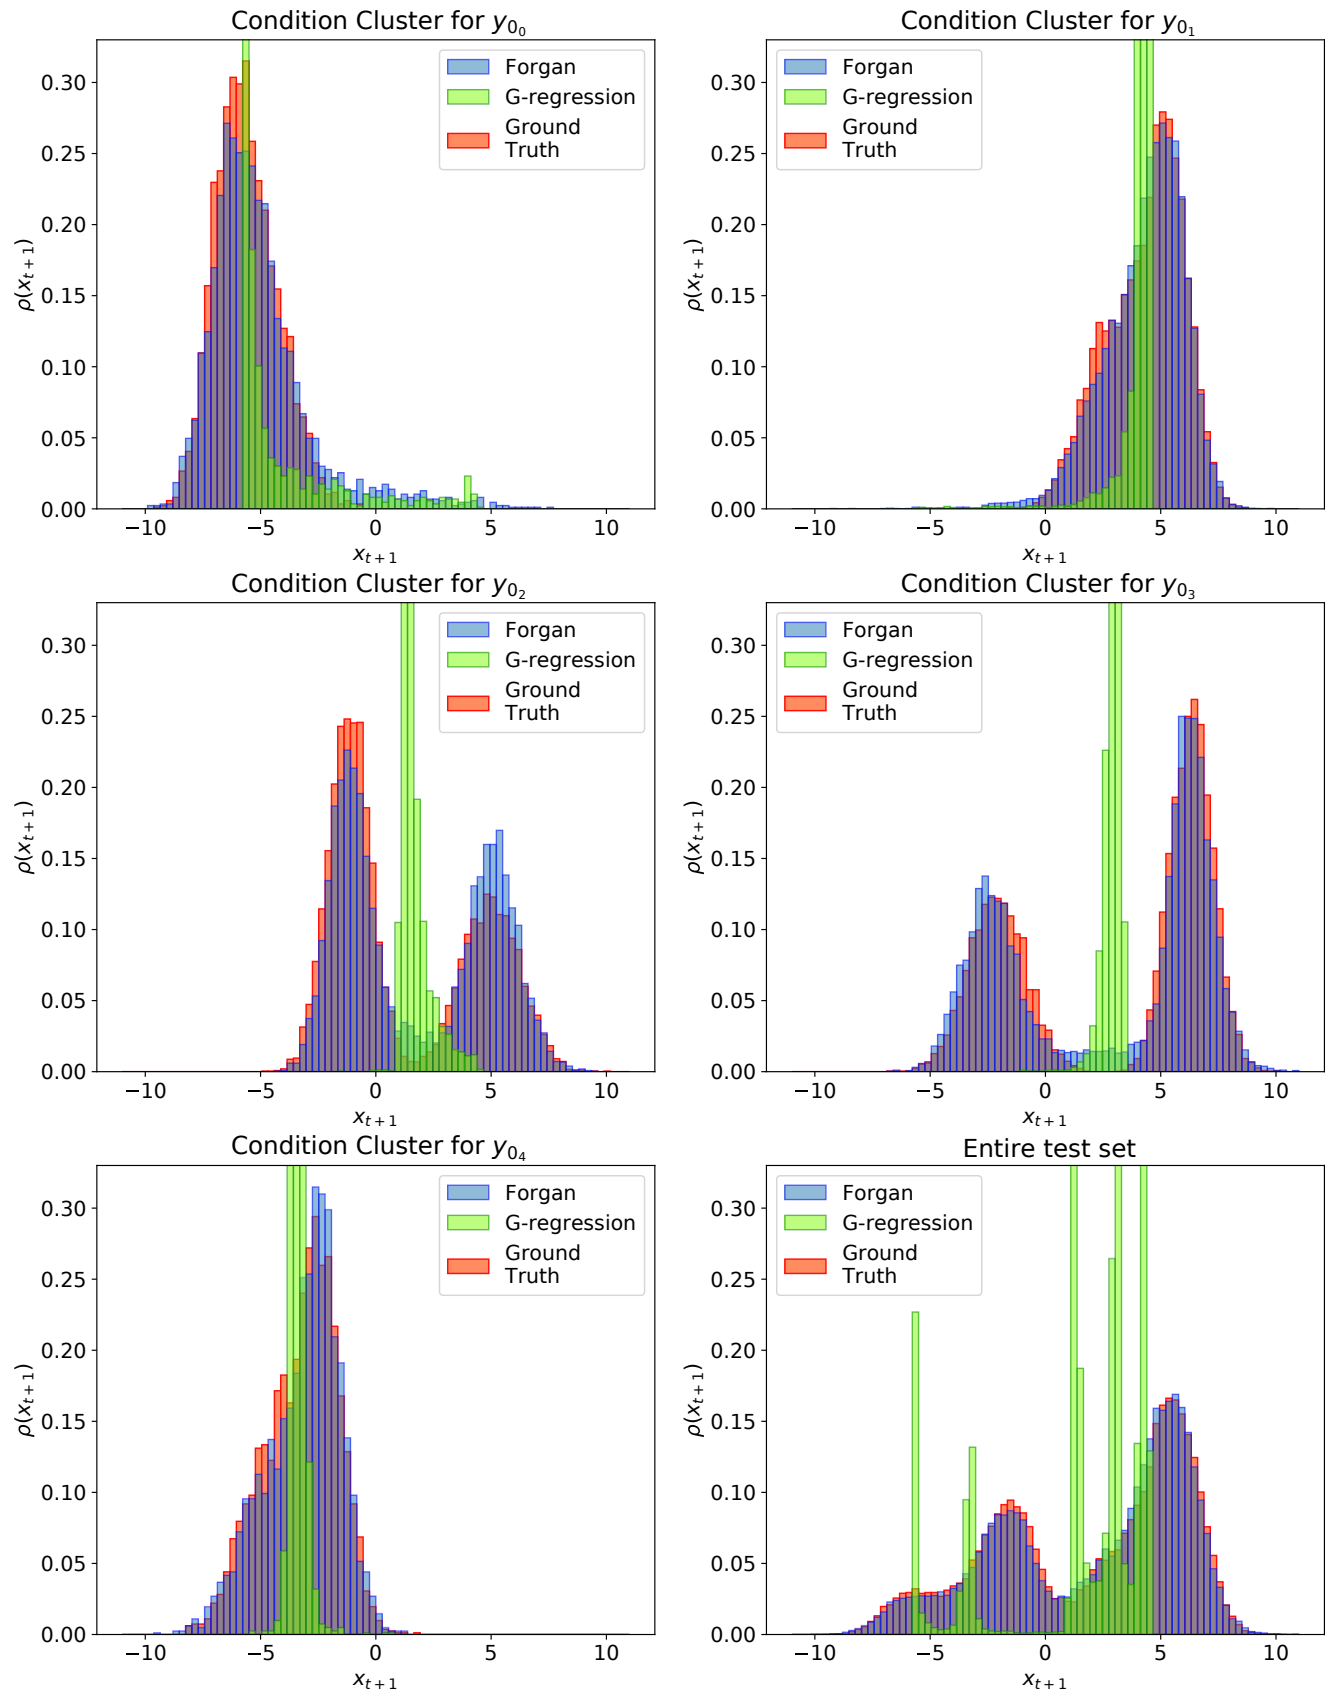 Condition Cluster for y₀₀
Forgan
G-regression
Ground
Truth
0.30
0.25
0.20
0.15
0.10
0.05
0.00
ρ(xₜ₊₁)
−10 −5 0 5 10
xₜ₊₁
Condition Cluster for y₀₁
Forgan
G-regression
Ground
Truth
0.30
0.25
0.20
0.15
0.10
0.05
0.00
ρ(xₜ₊₁)
−10 −5 0 5 10
xₜ₊₁
Condition Cluster for y₀₂
Forgan
G-regression
Ground
Truth
0.30
0.25
0.20
0.15
0.10
0.05
0.00
ρ(xₜ₊₁)
−10 −5 0 5 10
xₜ₊₁
Condition Cluster for y₀₃
Forgan
G-regression
Ground
Truth
0.30
0.25
0.20
0.15
0.10
0.05
0.00
ρ(xₜ₊₁)
−10 −5 0 5 10
xₜ₊₁
Condition Cluster for y₀₄
Forgan
G-regression
Ground
Truth
0.30
0.25
0.20
0.15
0.10
0.05
0.00
ρ(xₜ₊₁)
−10 −5 0 5 10
xₜ₊₁
Entire test set
Forgan
G-regression
Ground
Truth
0.30
0.25
0.20
0.15
0.10
0.05
0.00
ρ(xₜ₊₁)
−10 −5 0 5 10
xₜ₊₁